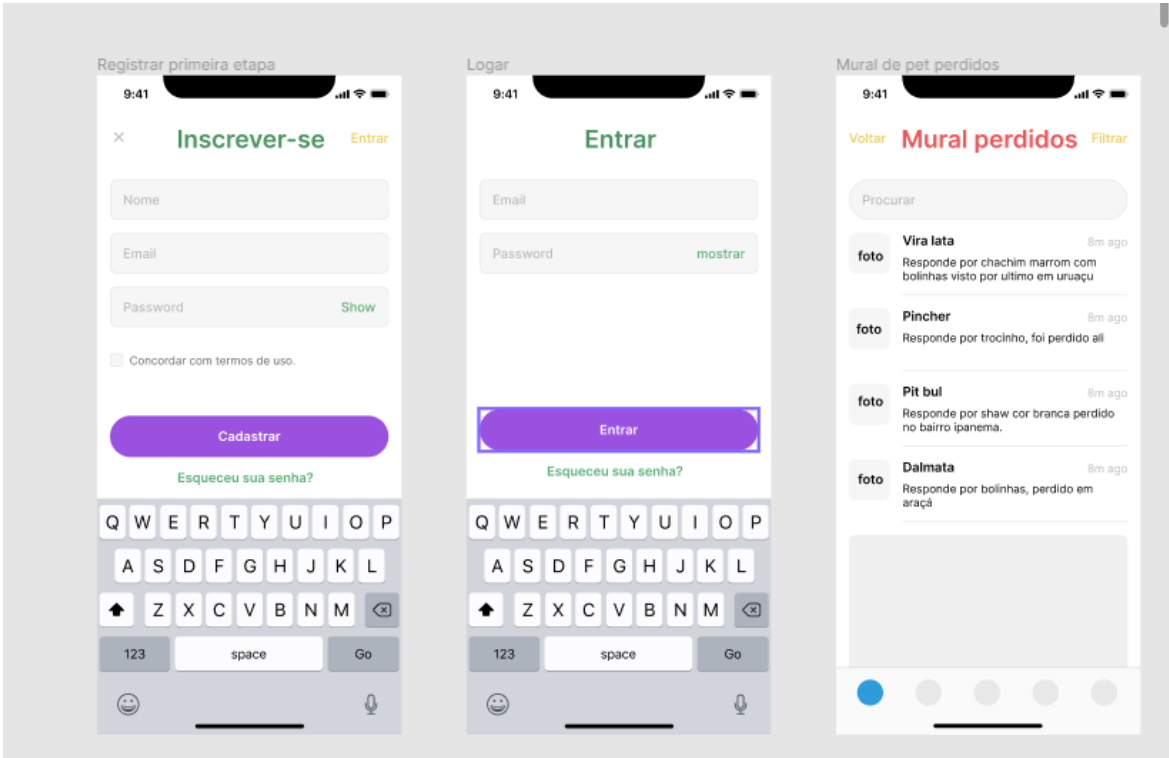 Registrar primeira etapa
9:41
Inscrever-se
Entrar
Nome
Email
Password
Show
Concordar com termos de uso.
Cadastrar
Esqueceu sua senha?
Q W E R T Y U I O P
A S D F G H J K L
Z X C V B N M
123 space Go
Logar
9:41
Entrar
Email
Password
mostrar
Entrar
Esqueceu sua senha?
Q W E R T Y U I O P
A S D F G H J K L
Z X C V B N M
123 space Go
Mural de pet perdidos
9:41
Voltar
Mural perdidos
Filtrar
Procurar
foto
Vira lata
8m ago
Responde por chachim marrom com
bolinhas visto por ultimo em uruaçu
foto
Pincher
8m ago
Responde por trocinho, foi perdido ali
foto
Pit bul
8m ago
Responde por shaw cor branca perdido
no bairro ipanema.
foto
Dalmata
8m ago
Responde por bolinhas, perdido em
araçá